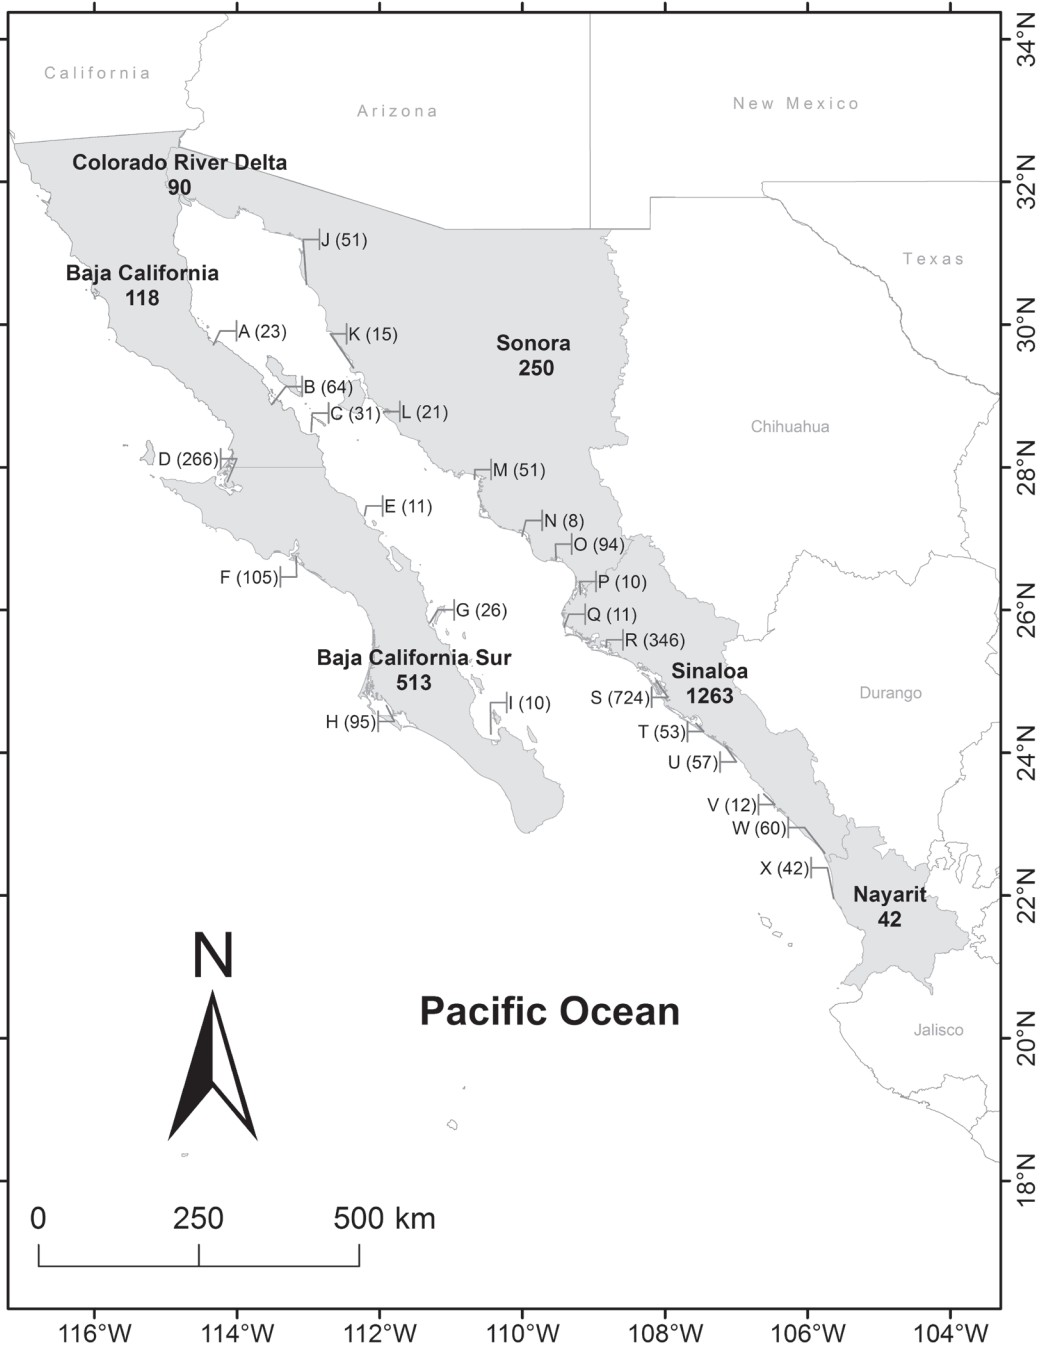 34°N
California
New Mexico
Arizona
Colorado River Delta
90
32°N
J (51)
Texas
Baja California
118
A (23)
K (15)
30°N
Sonora
250
B (64)
C (31)
L (21)
Chihuahua
D (266)
M (51)
28°N
E (11)
N (8)
O (94)
F (105)
P (10)
G (26)
Q (11)
26°N
R (346)
Baja California Sur
513
Sinaloa
1263
S (724)
Durango
I (10)
H (95)
T (53)
24°N
U (57)
V (12)
W (60)
X (42)
Nayarit
42
22°N
N
Pacific Ocean
Jalisco
20°N
18°N
0 250 500 km
116°W 114°W 112°W 110°W 108°W 106°W 104°W